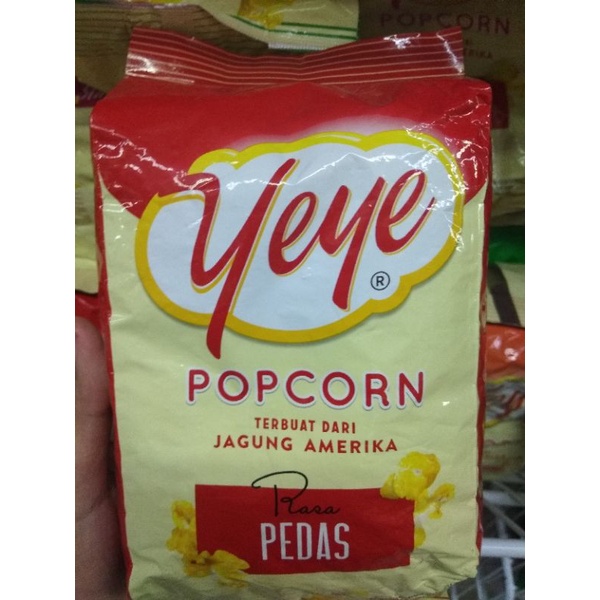 POPCORN
Yeye
®
POPCORN
TERBUAT DARI
JAGUNG AMERIKA
Rasa
PEDAS